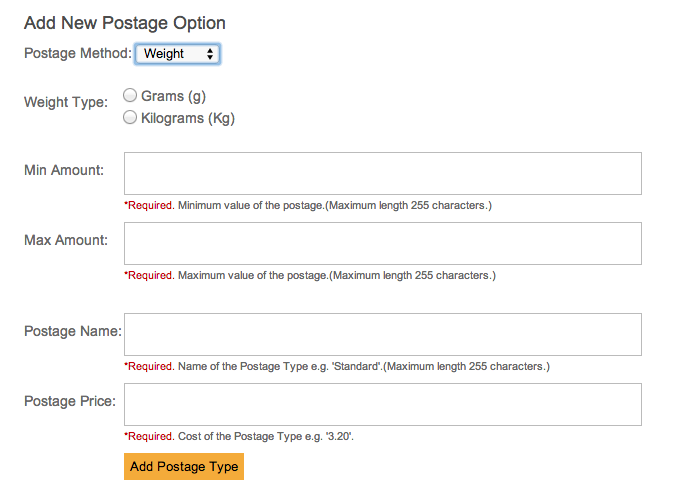 Add New Postage Option
Postage Method: Weight
Weight Type:
Grams (g)
Kilograms (Kg)
Min Amount:
*Required. Minimum value of the postage.(Maximum length 255 characters.)
Max Amount:
*Required. Maximum value of the postage.(Maximum length 255 characters.)
Postage Name:
*Required. Name of the Postage Type e.g. 'Standard'.(Maximum length 255 characters.)
Postage Price:
*Required. Cost of the Postage Type e.g. '3.20'.
Add Postage Type